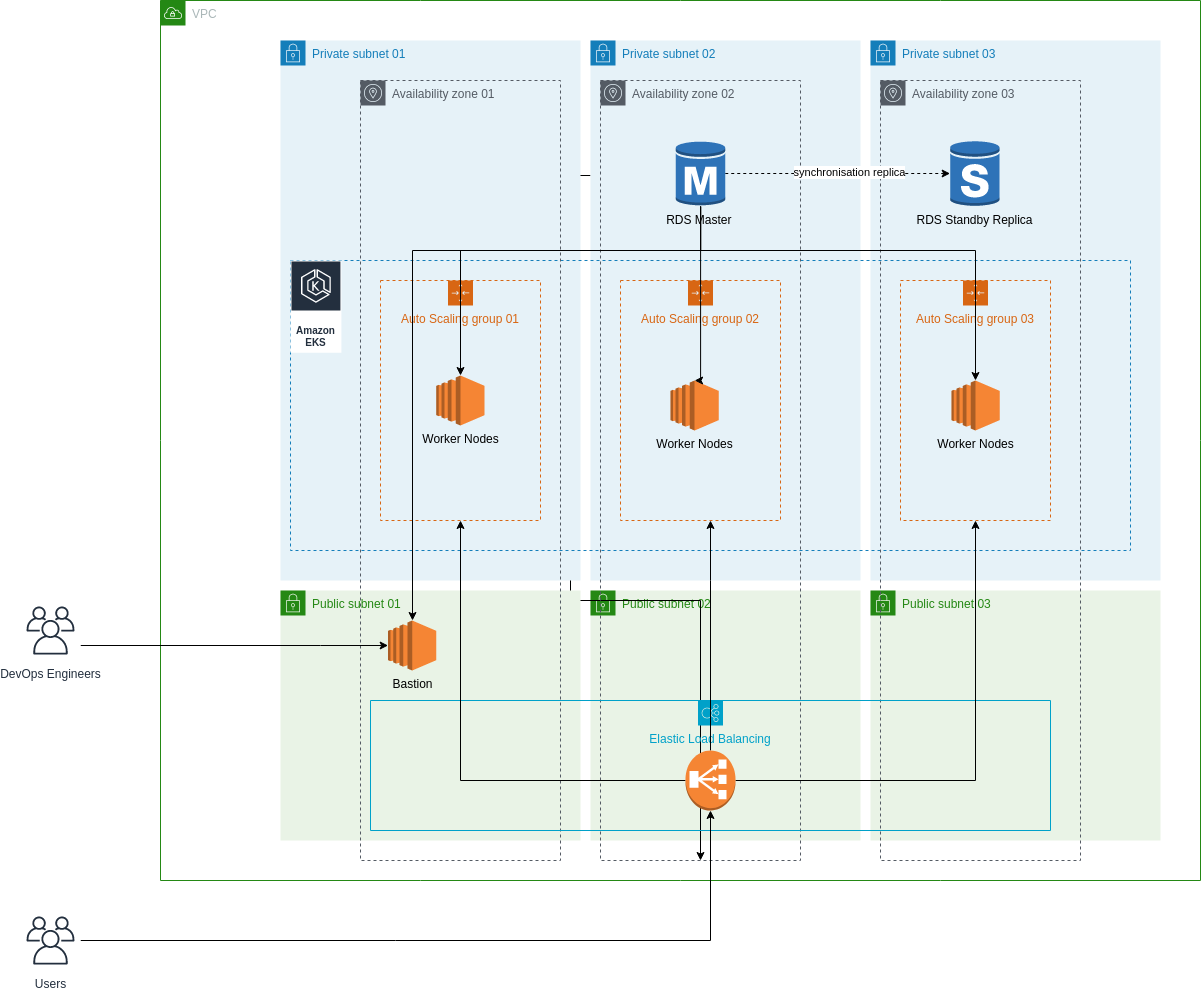 VPC
Private subnet 01
Private subnet 02
Private subnet 03
Availability zone 01
Availability zone 02
Availability zone 03
M
synchronisation replica
S
RDS Master
RDS Standby Replica
K
Amazon
EKS
Auto Scaling group 01
Auto Scaling group 02
Auto Scaling group 03
Worker Nodes
Worker Nodes
Worker Nodes
Public subnet 01
Public subnet 02
Public subnet 03
DevOps Engineers
Bastion
Elastic Load Balancing
Users